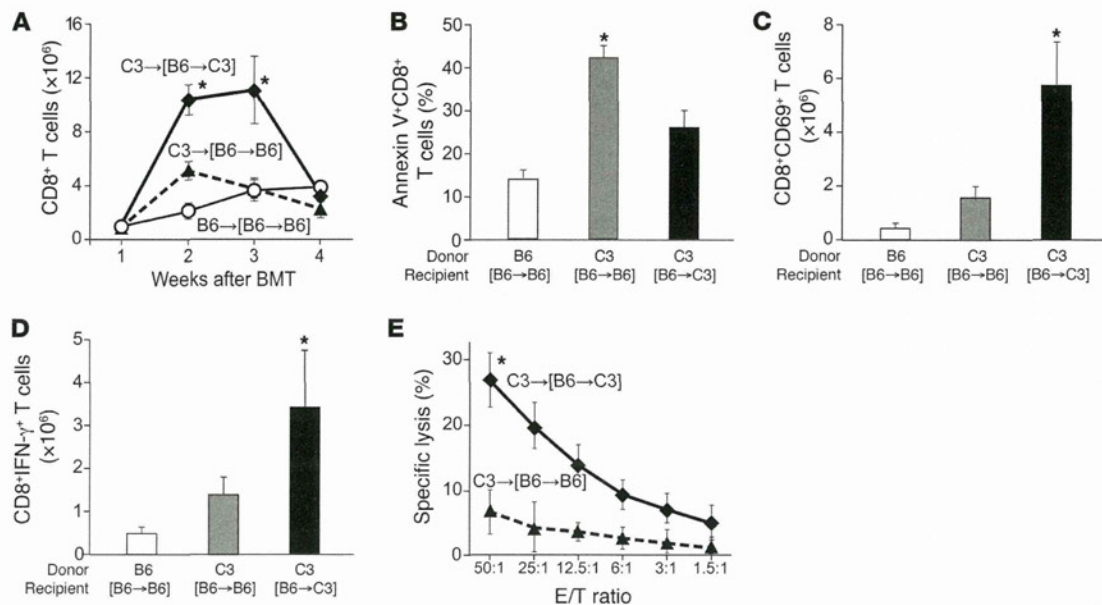 A
CD8⁺ T cells (×10⁶)
16
12
8
4
0
C3→[B6→C3]
*
*
C3→[B6→B6]
B6→[B6→B6]
1 2 3 4
Weeks after BMT
B
Annexin V⁺CD8⁺
T cells (%)
50
40
30
20
10
0
*
Donor B6 C3 C3
Recipient [B6→B6] [B6→B6] [B6→C3]
C
CD8⁺CD69⁺ T cells
(×10⁶)
8
6
4
2
0
*
Donor B6 C3 C3
Recipient [B6→B6] [B6→B6] [B6→C3]
D
CD8⁺IFN-γ⁺ T cells
(×10⁶)
5
4
3
2
1
0
*
Donor B6 C3 C3
Recipient [B6→B6] [B6→B6] [B6→C3]
E
Specific lysis (%)
30
20
10
0
*
C3→[B6→C3]
C3→[B6→B6]
50:1 25:1 12.5:1 6:1 3:1 1.5:1
E/T ratio